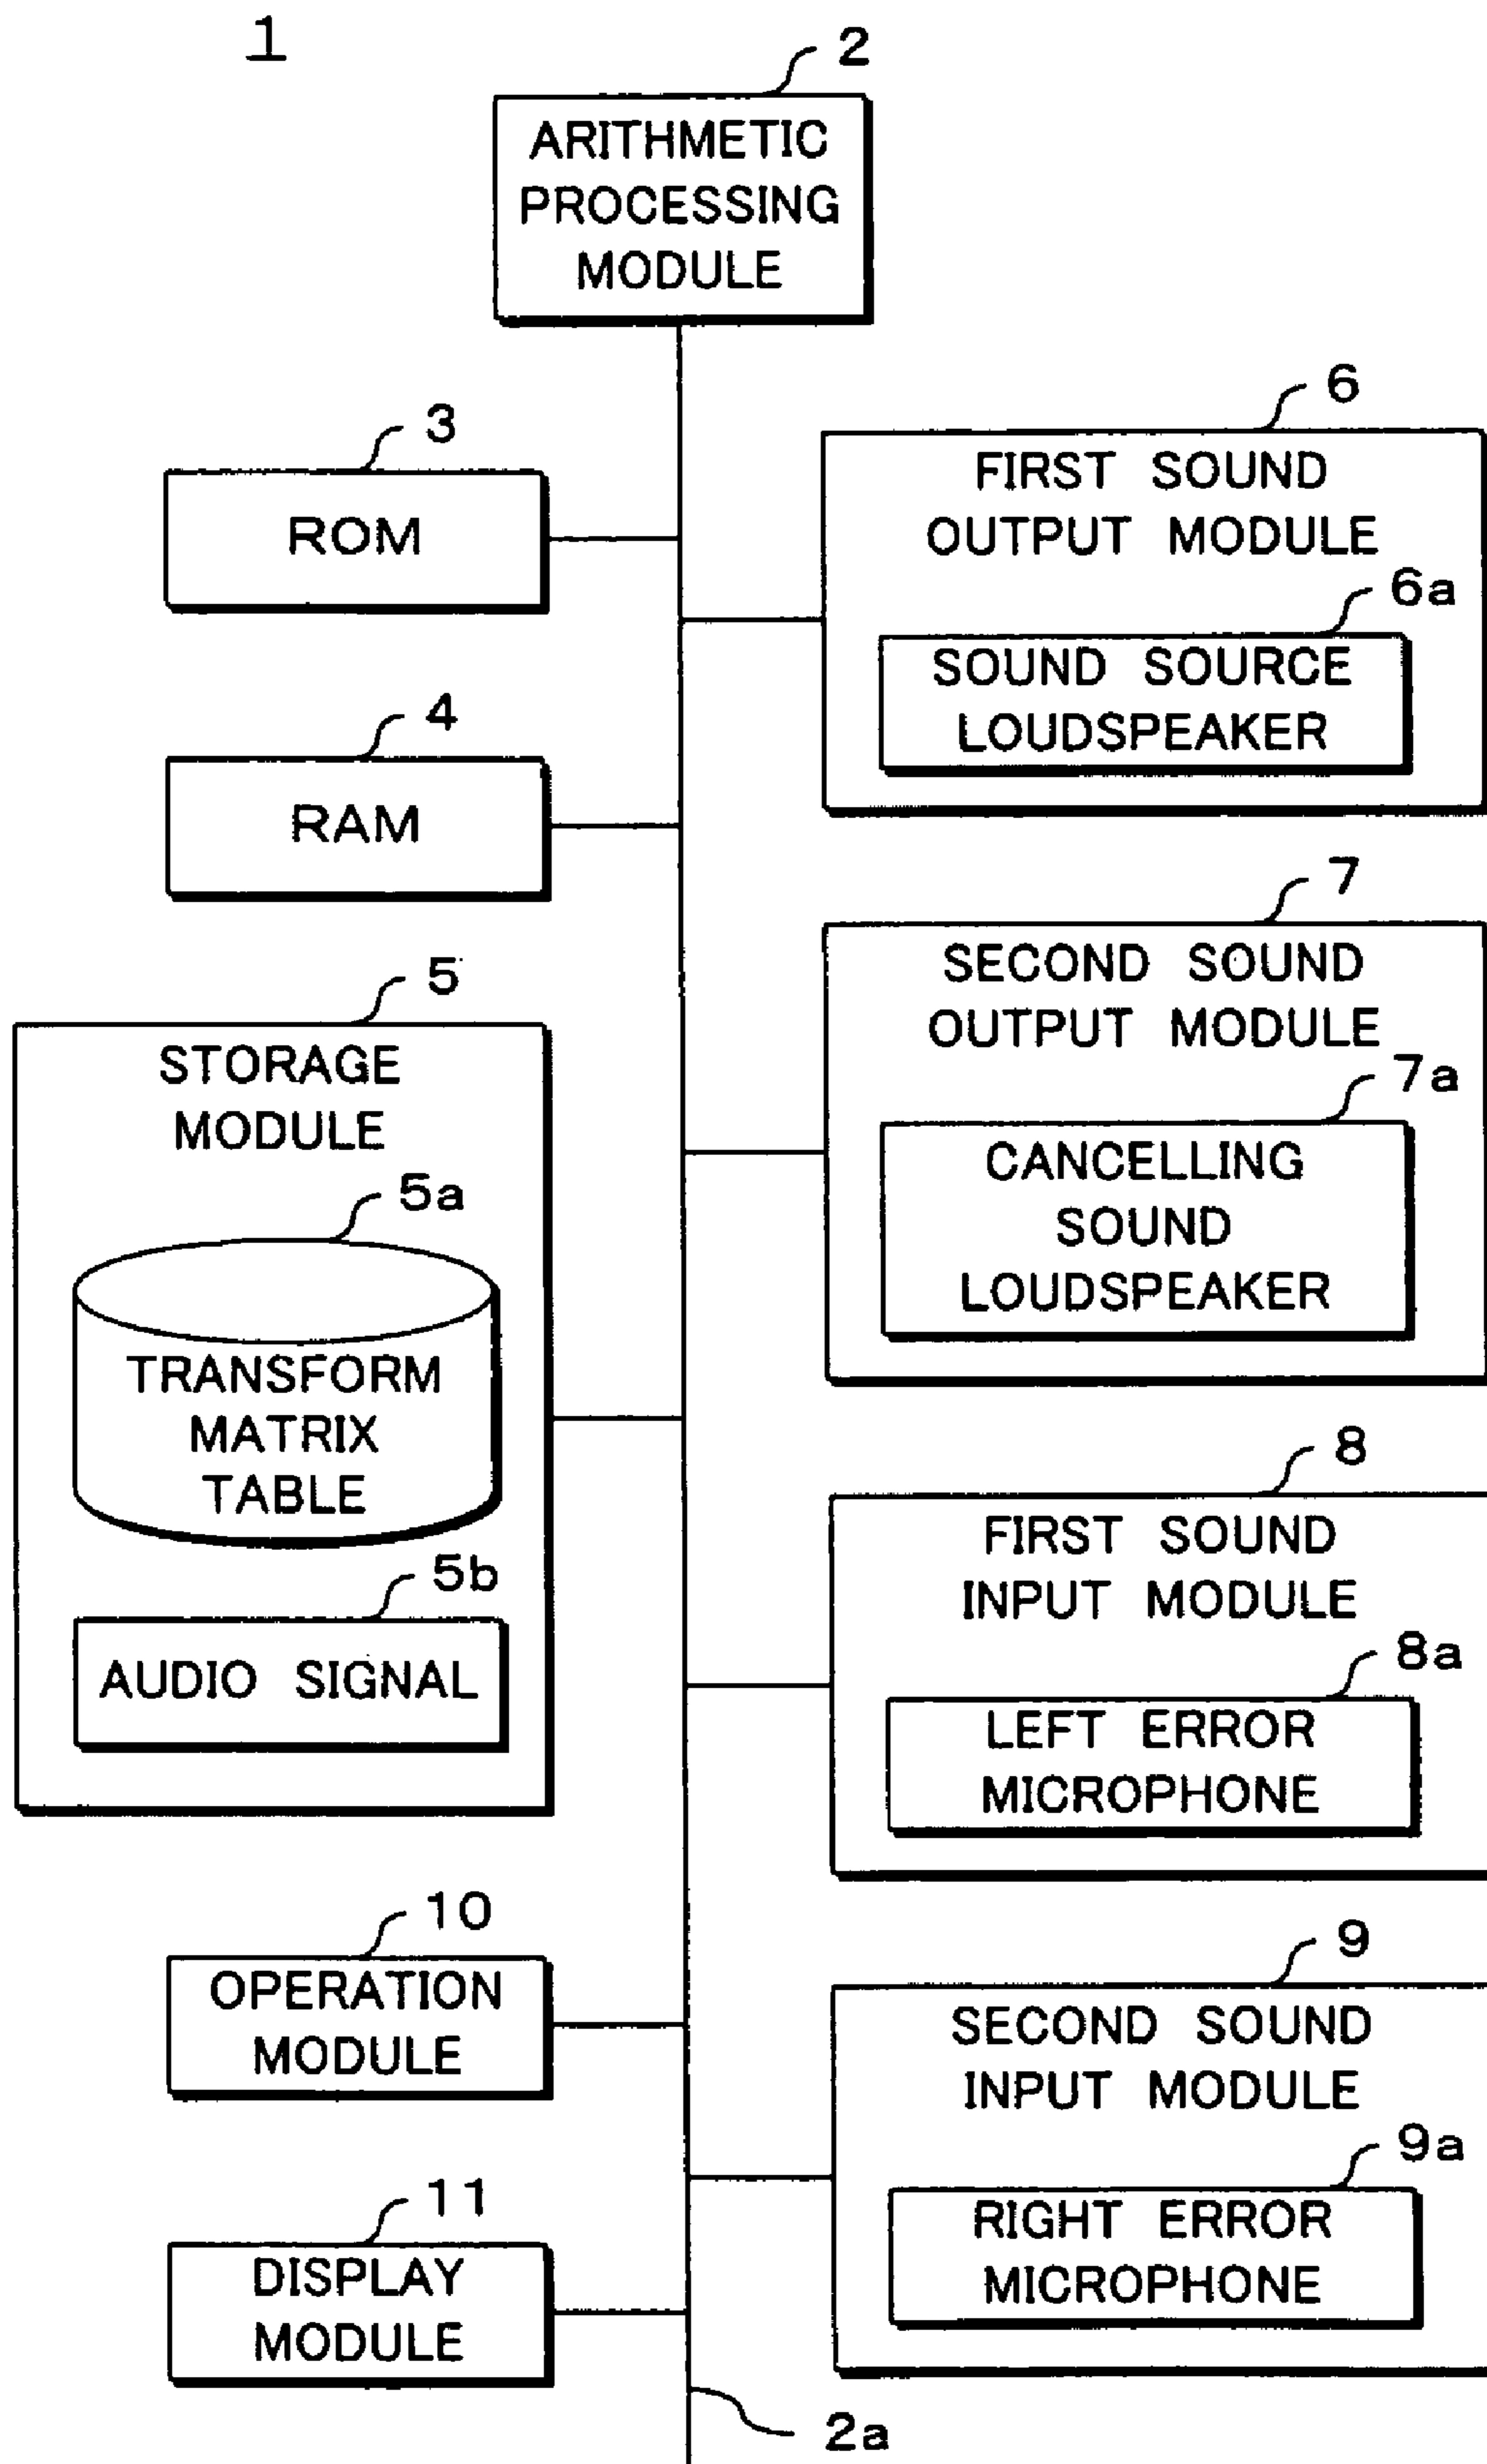 1
2
ARITHMETIC
PROCESSING
MODULE
3
ROM
4
RAM
5
STORAGE
MODULE
5a
TRANSFORM
MATRIX
TABLE
5b
AUDIO SIGNAL
10
OPERATION
MODULE
11
DISPLAY
MODULE
6
FIRST SOUND
OUTPUT MODULE
6a
SOUND SOURCE
LOUDSPEAKER
7
SECOND SOUND
OUTPUT MODULE
7a
CANCELLING
SOUND
LOUDSPEAKER
8
FIRST SOUND
INPUT MODULE
8a
LEFT ERROR
MICROPHONE
9
SECOND SOUND
INPUT MODULE
9a
RIGHT ERROR
MICROPHONE
2a